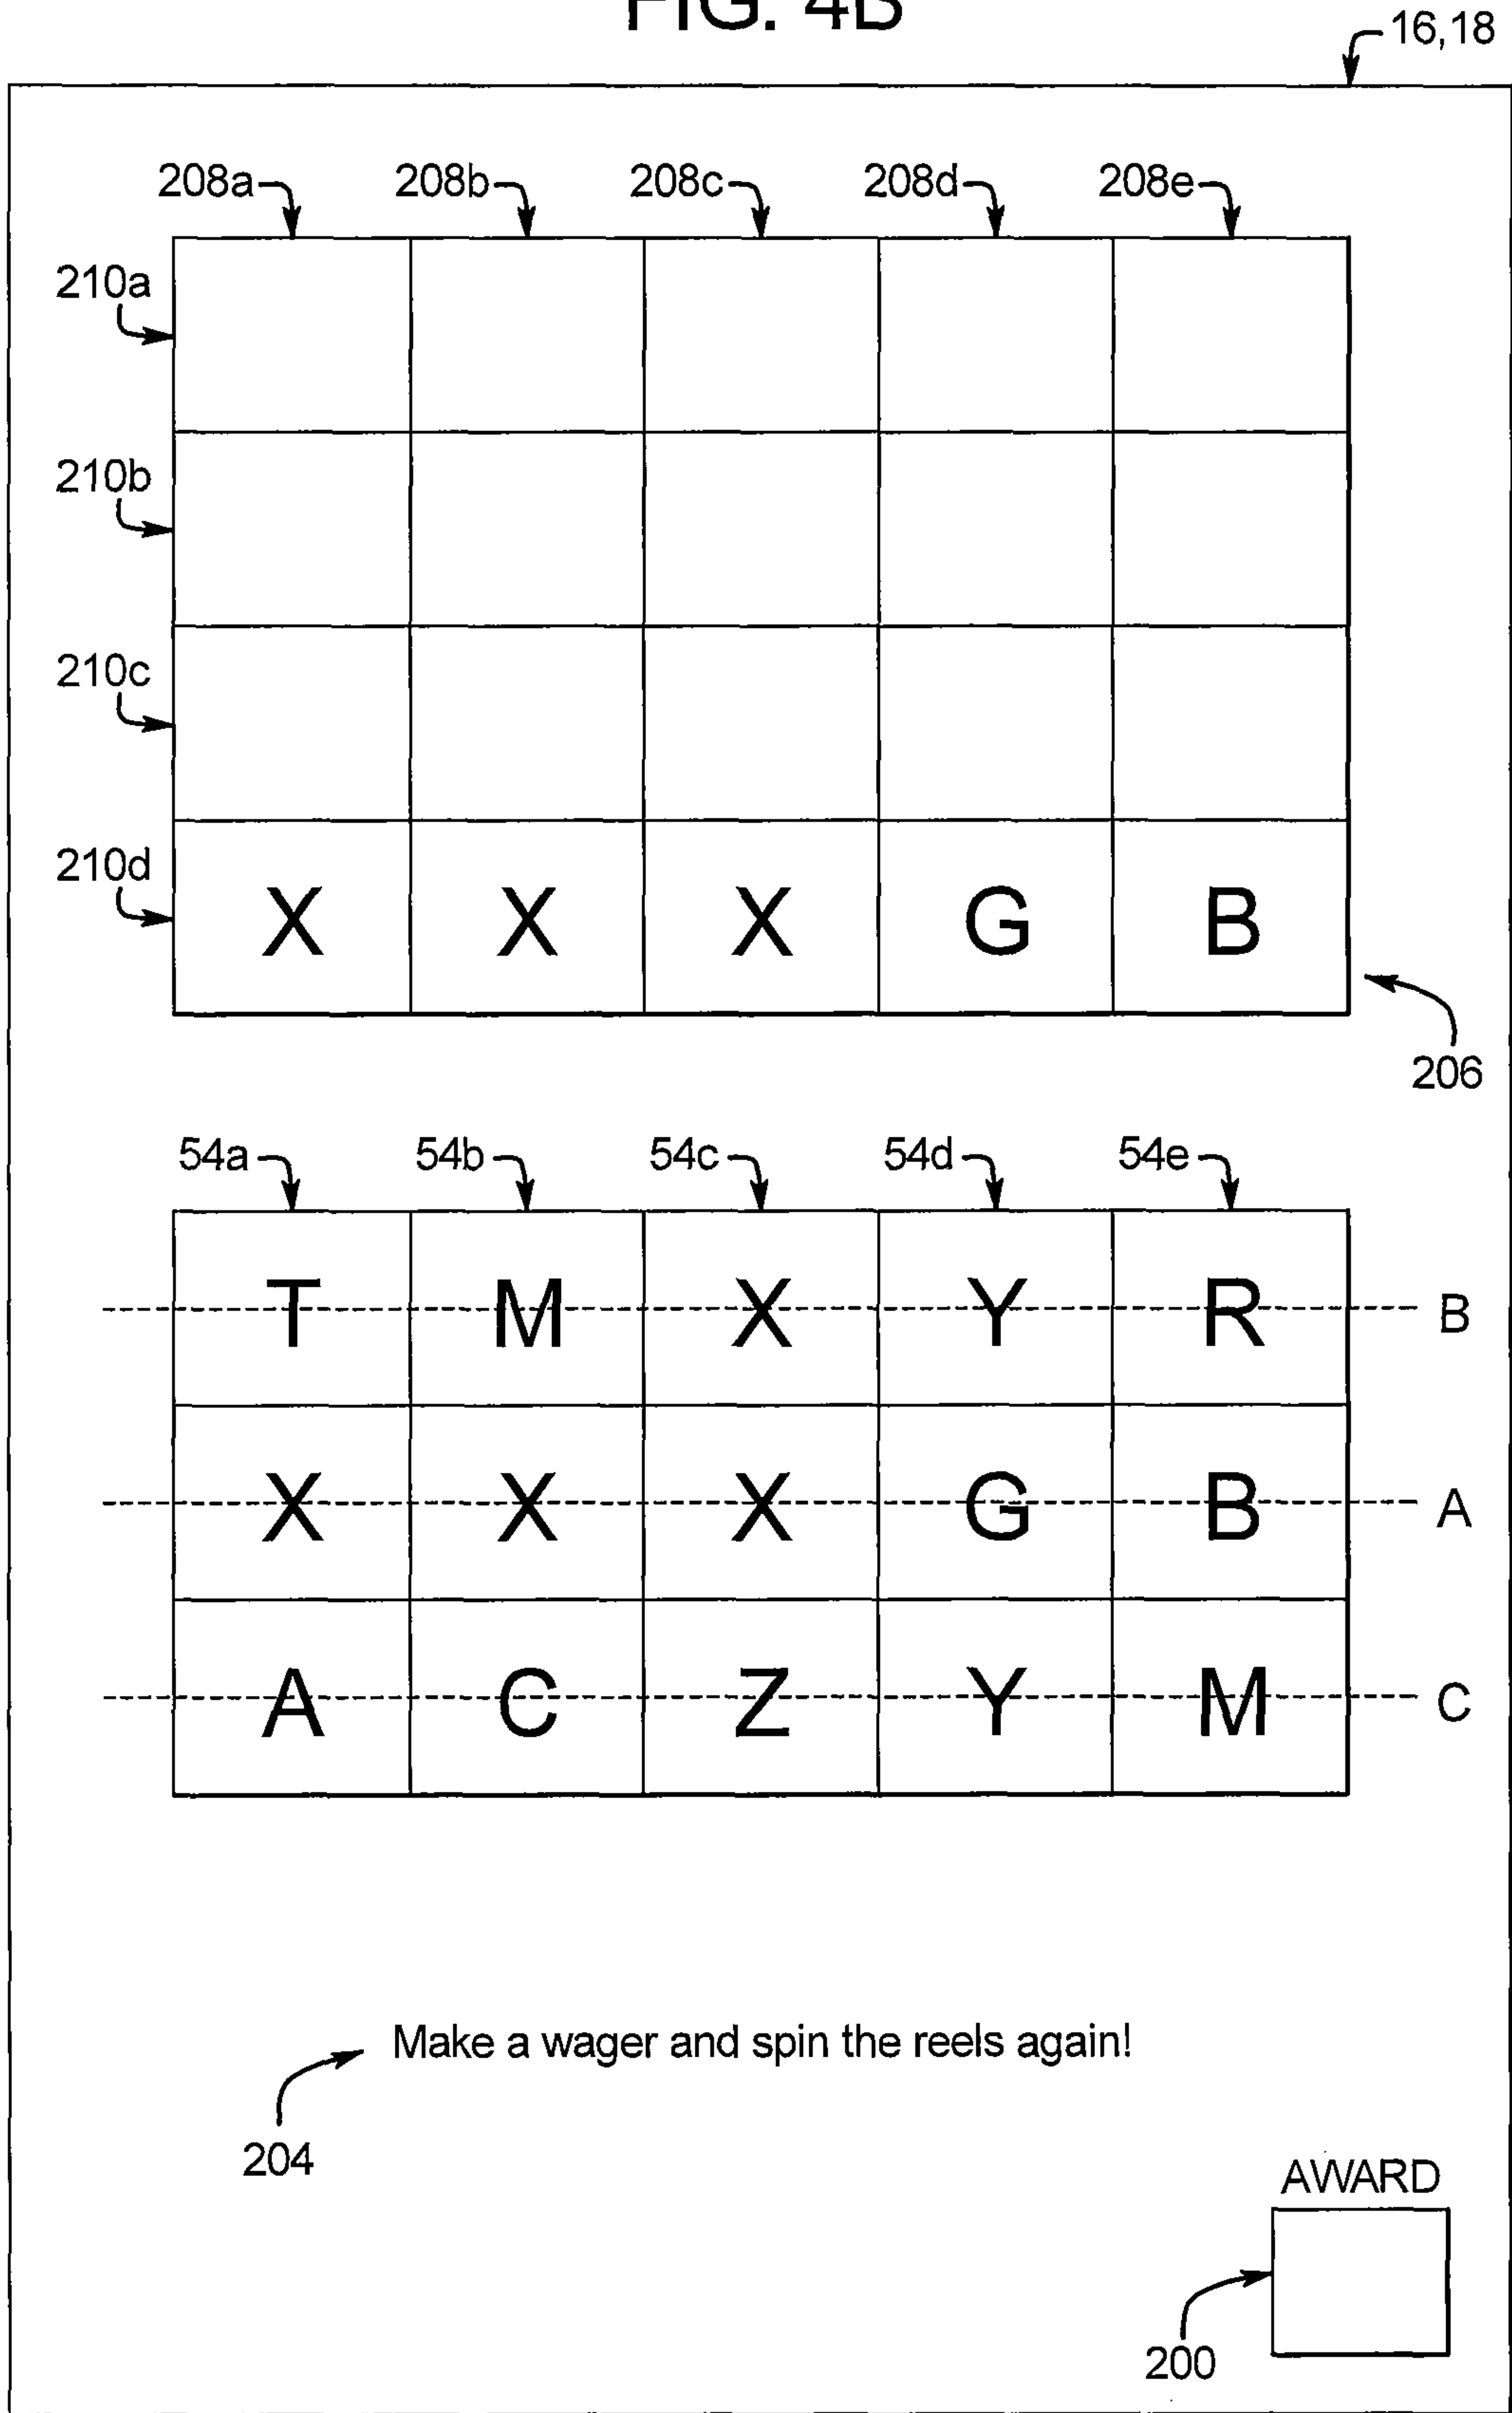 FIG. 4B
16,18
208a 208b 208c 208d 208e
210a
210b
210c
210d X X X G B
206
54a 54b 54c 54d 54e
T M X Y R B
X X X G B A
A C Z Y M C
Make a wager and spin the reels again!
204
AWARD
200